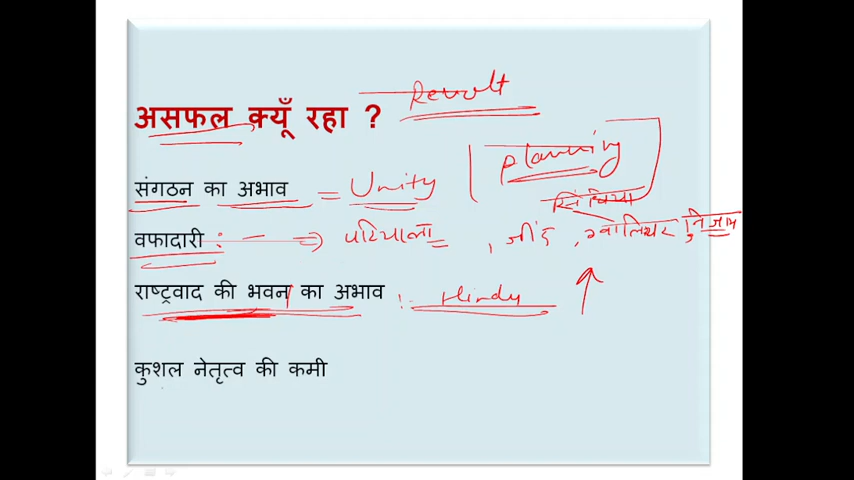 असफल क्यूँ रहा ? Revolt
संगठन का अभाव = Unity [ planning ]
सिंधिया
वफादारी : पटियाला , जींद , ग्वालियर , निजाम
राष्ट्रवाद की भवन का अभाव :- Hindu
कुशल नेतृत्व की कमी